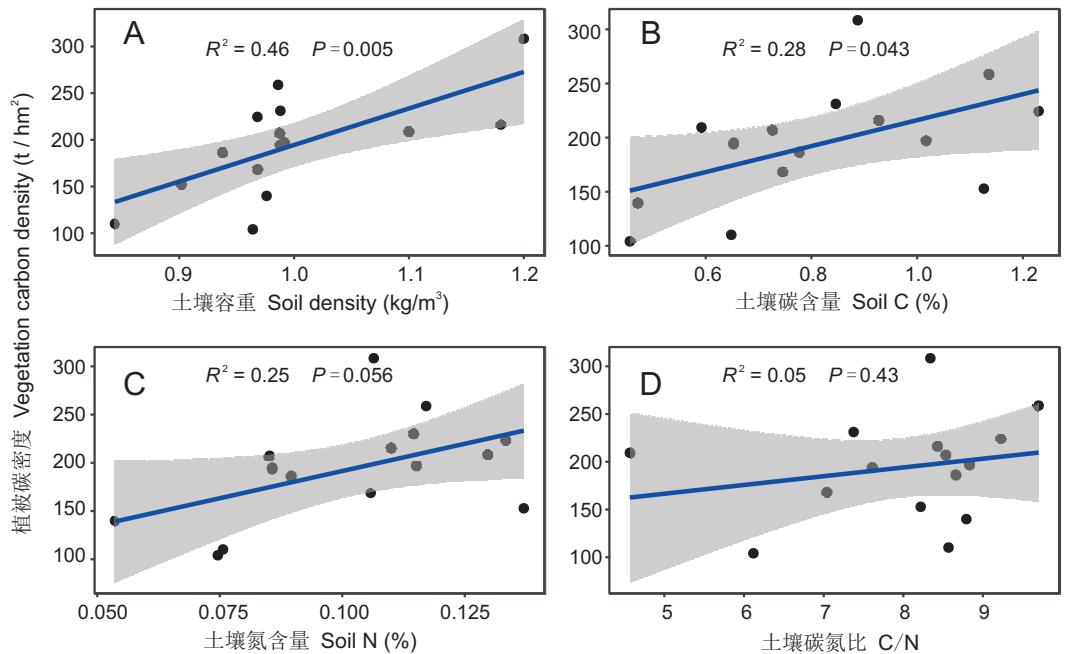 植被碳密度 Vegetation carbon density (t / hm²)
A
R² = 0.46 P = 0.005
300
250
200
150
100
0.9 1.0 1.1 1.2
土壤容重 Soil density (kg/m³)
B
R² = 0.28 P = 0.043
300
250
200
150
100
0.6 0.8 1.0 1.2
土壤碳含量 Soil C (%)
C
R² = 0.25 P = 0.056
300
250
200
150
100
0.050 0.075 0.100 0.125
土壤氮含量 Soil N (%)
D
R² = 0.05 P = 0.43
300
250
200
150
100
5 6 7 8 9
土壤碳氮比 C/N